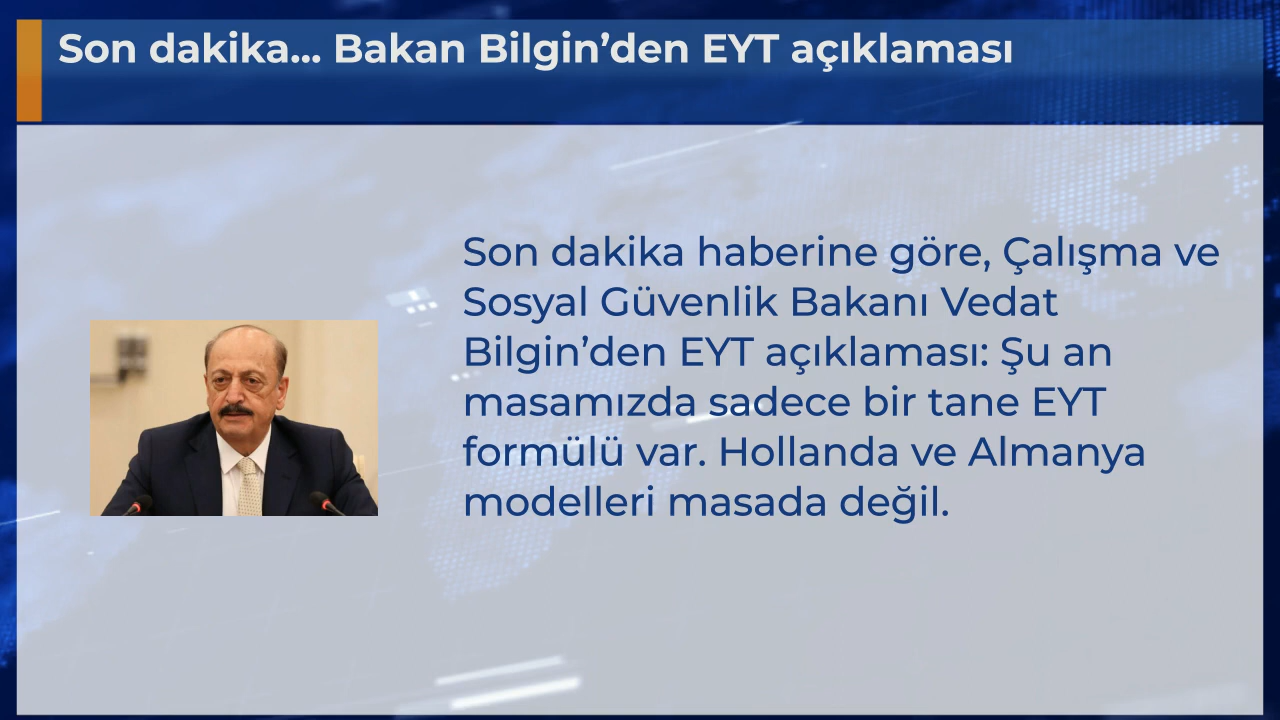 Son dakika... Bakan Bilgin’den EYT açıklaması
Son dakika haberine göre, Çalışma ve
Sosyal Güvenlik Bakanı Vedat
Bilgin’den EYT açıklaması: Şu an
masamızda sadece bir tane EYT
formülü var. Hollanda ve Almanya
modelleri masada değil.